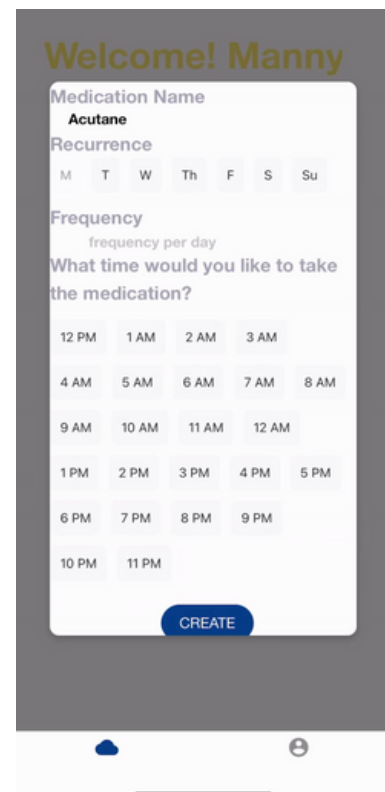 Welcome! Manny
Medication Name
Acutane
Recurrence
M T W Th F S Su
Frequency
frequency per day
What time would you like to take
the medication?
12 PM 1 AM 2 AM 3 AM
4 AM 5 AM 6 AM 7 AM 8 AM
9 AM 10 AM 11 AM 12 AM
1 PM 2 PM 3 PM 4 PM 5 PM
6 PM 7 PM 8 PM 9 PM
10 PM 11 PM
CREATE